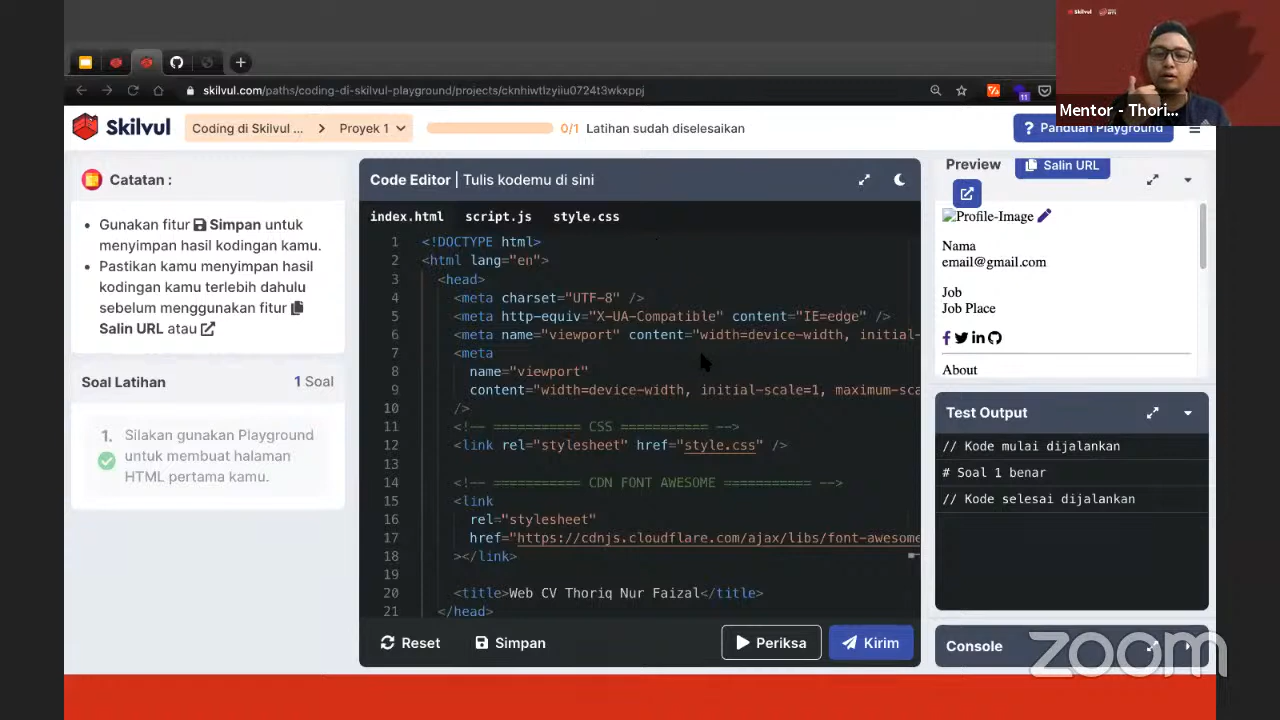 Skilvul
Mentor - Thori...
skilvul.com/paths/coding-di-skilvul-playground/projects/cknhiwtlzyiiu0724t3wkxppj
11
Skilvul
Coding di Skilvul ...
Proyek 1
0/1 Latihan sudah diselesaikan
? Panduan Playground
Catatan :
Gunakan fitur Simpan untuk
menyimpan hasil kodingan kamu.
Pastikan kamu menyimpan hasil
kodingan kamu terlebih dahulu
sebelum menggunakan fitur
Salin URL atau
Soal Latihan
1 Soal
1. Silakan gunakan Playground
untuk membuat halaman
HTML pertama kamu.
Code Editor | Tulis kodemu di sini
index.html script.js style.css
1 <!DOCTYPE html>
2 <html lang="en">
3 <head>
4 <meta charset="UTF-8" />
5 <meta http-equiv="X-UA-Compatible" content="IE=edge" />
6 <meta name="viewport" content="width=device-width, initial-
7 <meta
8 name="viewport"
9 content="width=device-width, initial-scale=1, maximum-sca
10 />
11 <!-- =========== CSS =========== -->
12 <link rel="stylesheet" href="style.css" />
13
14 <!-- =========== CDN FONT AWESOME =========== -->
15 <link
16 rel="stylesheet"
17 href="https://cdnjs.cloudflare.com/ajax/libs/font-awesome
18 ></link>
19
20 <title>Web CV Thoriq Nur Faizal</title>
21 </head>
Reset
Simpan
Periksa
Kirim
Preview
Salin URL
Profile-Image
Nama
email@gmail.com
Job
Job Place
About
Test Output
// Kode mulai dijalankan
# Soal 1 benar
// Kode selesai dijalankan
Console
zoom